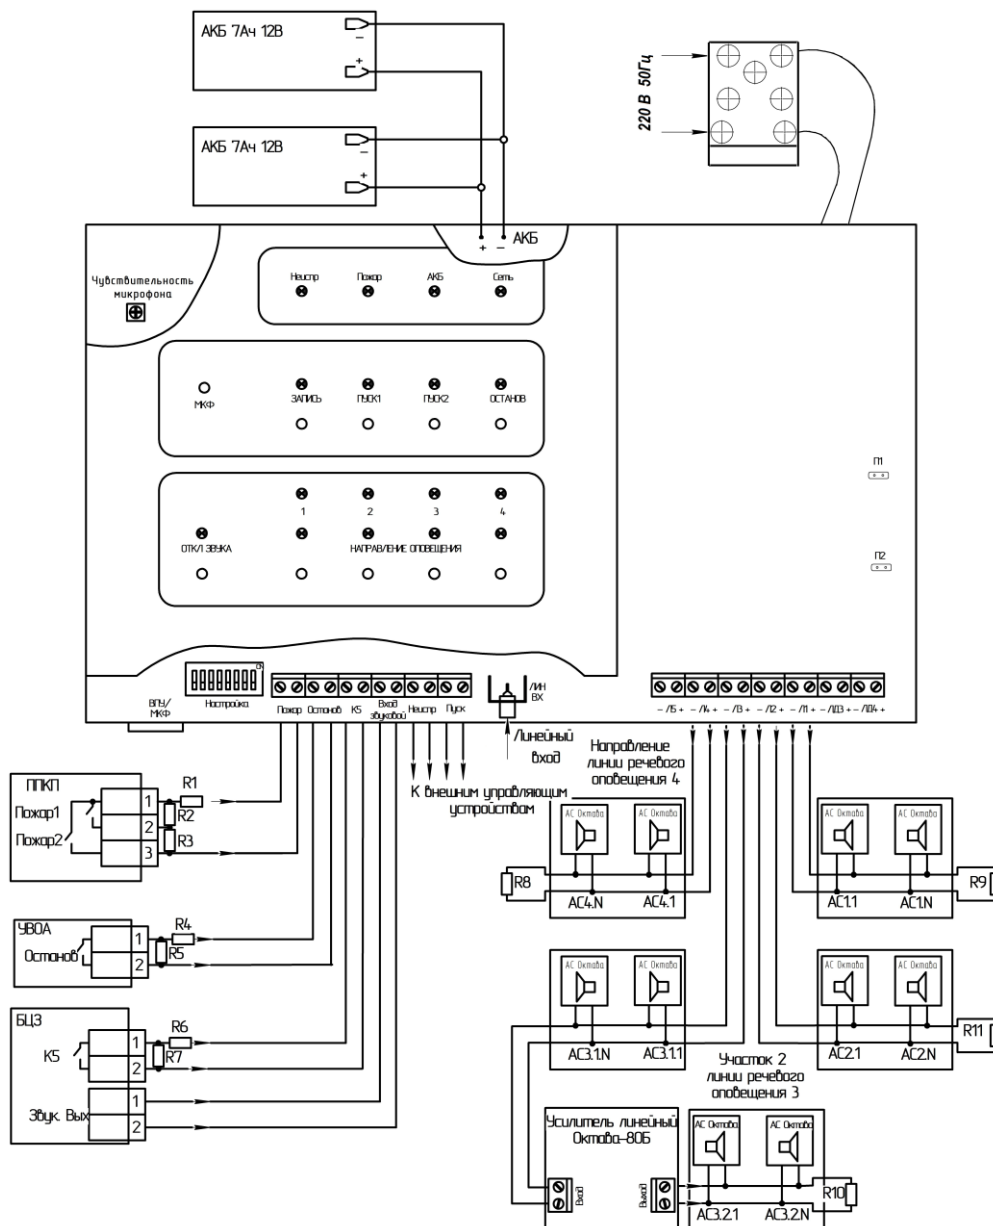 АКБ 7Ач 12В
−
+
АКБ 7Ач 12В
−
+
220 В 50Гц
+ − АКБ
Чувствительность
микрофона
Неиспр Пожар АКБ Сеть
МКФ ЗАПИСЬ ПУСК1 ПУСК2 ОСТАНОВ
П1
1 2 3 4
ОТКЛ ЗВУКА НАПРАВЛЕНИЕ ОПОВЕЩЕНИЯ
П2
ON
ВПУ/
МКФ
Настройка
Пожар Останов К5 Вход
звуковой Неиспр Пуск
ЛИН
ВХ
− Л5 + − Л4 + − Л3 + − Л2 + − Л1 + − ЛД3 + − ЛД4 +
Линейный
вход
К внешним управляющим
устройствам
Направление
линии речевого
оповещения 4
ППКП
Пожар1
Пожар2
1
2
3
R1
R2
R3
УВОА
Останов
1
2
R4
R5
БЦЗ
К5
1
2
R6
R7
Звук. Вых
1
2
АС Октава АС Октава
R8
АС4.N АС4.1
АС Октава АС Октава
R9
АС1.1 АС1.N
АС Октава АС Октава
АС3.1.N АС3.1.1
АС Октава АС Октава
R11
АС2.1 АС2.N
Участок 2
линии речевого
оповещения 3
Усилитель линейный
Октава-80Б
Вход
Выход
АС Октава АС Октава
R10
АС3.2.1 АС3.2.N